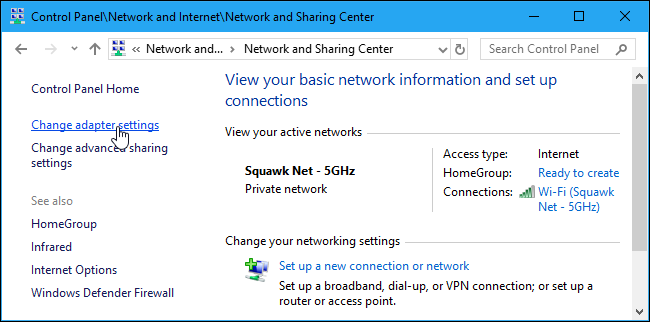 Control Panel\Network and Internet\Network and Sharing Center
« Network and... › Network and Sharing Center
Search Control Panel
Control Panel Home
Change adapter settings
Change advanced sharing
settings
See also
HomeGroup
Infrared
Internet Options
Windows Defender Firewall
View your basic network information and set up
connections
View your active networks
Squawk Net - 5GHz
Private network
Access type: Internet
HomeGroup: Ready to create
Connections: Wi-Fi (Squawk
Net - 5GHz)
Change your networking settings
Set up a new connection or network
Set up a broadband, dial-up, or VPN connection; or set up a
router or access point.